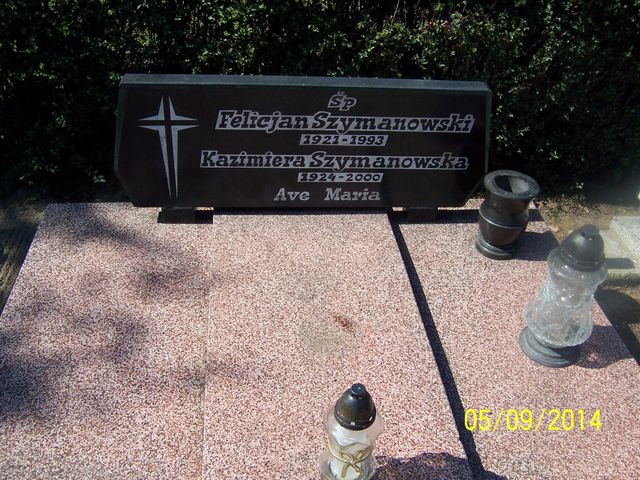 Śp
Felicjan Szymanowski
1921-1993
Kazimiera Szymanowska
1924-2000
Ave Maria
05/09/2014